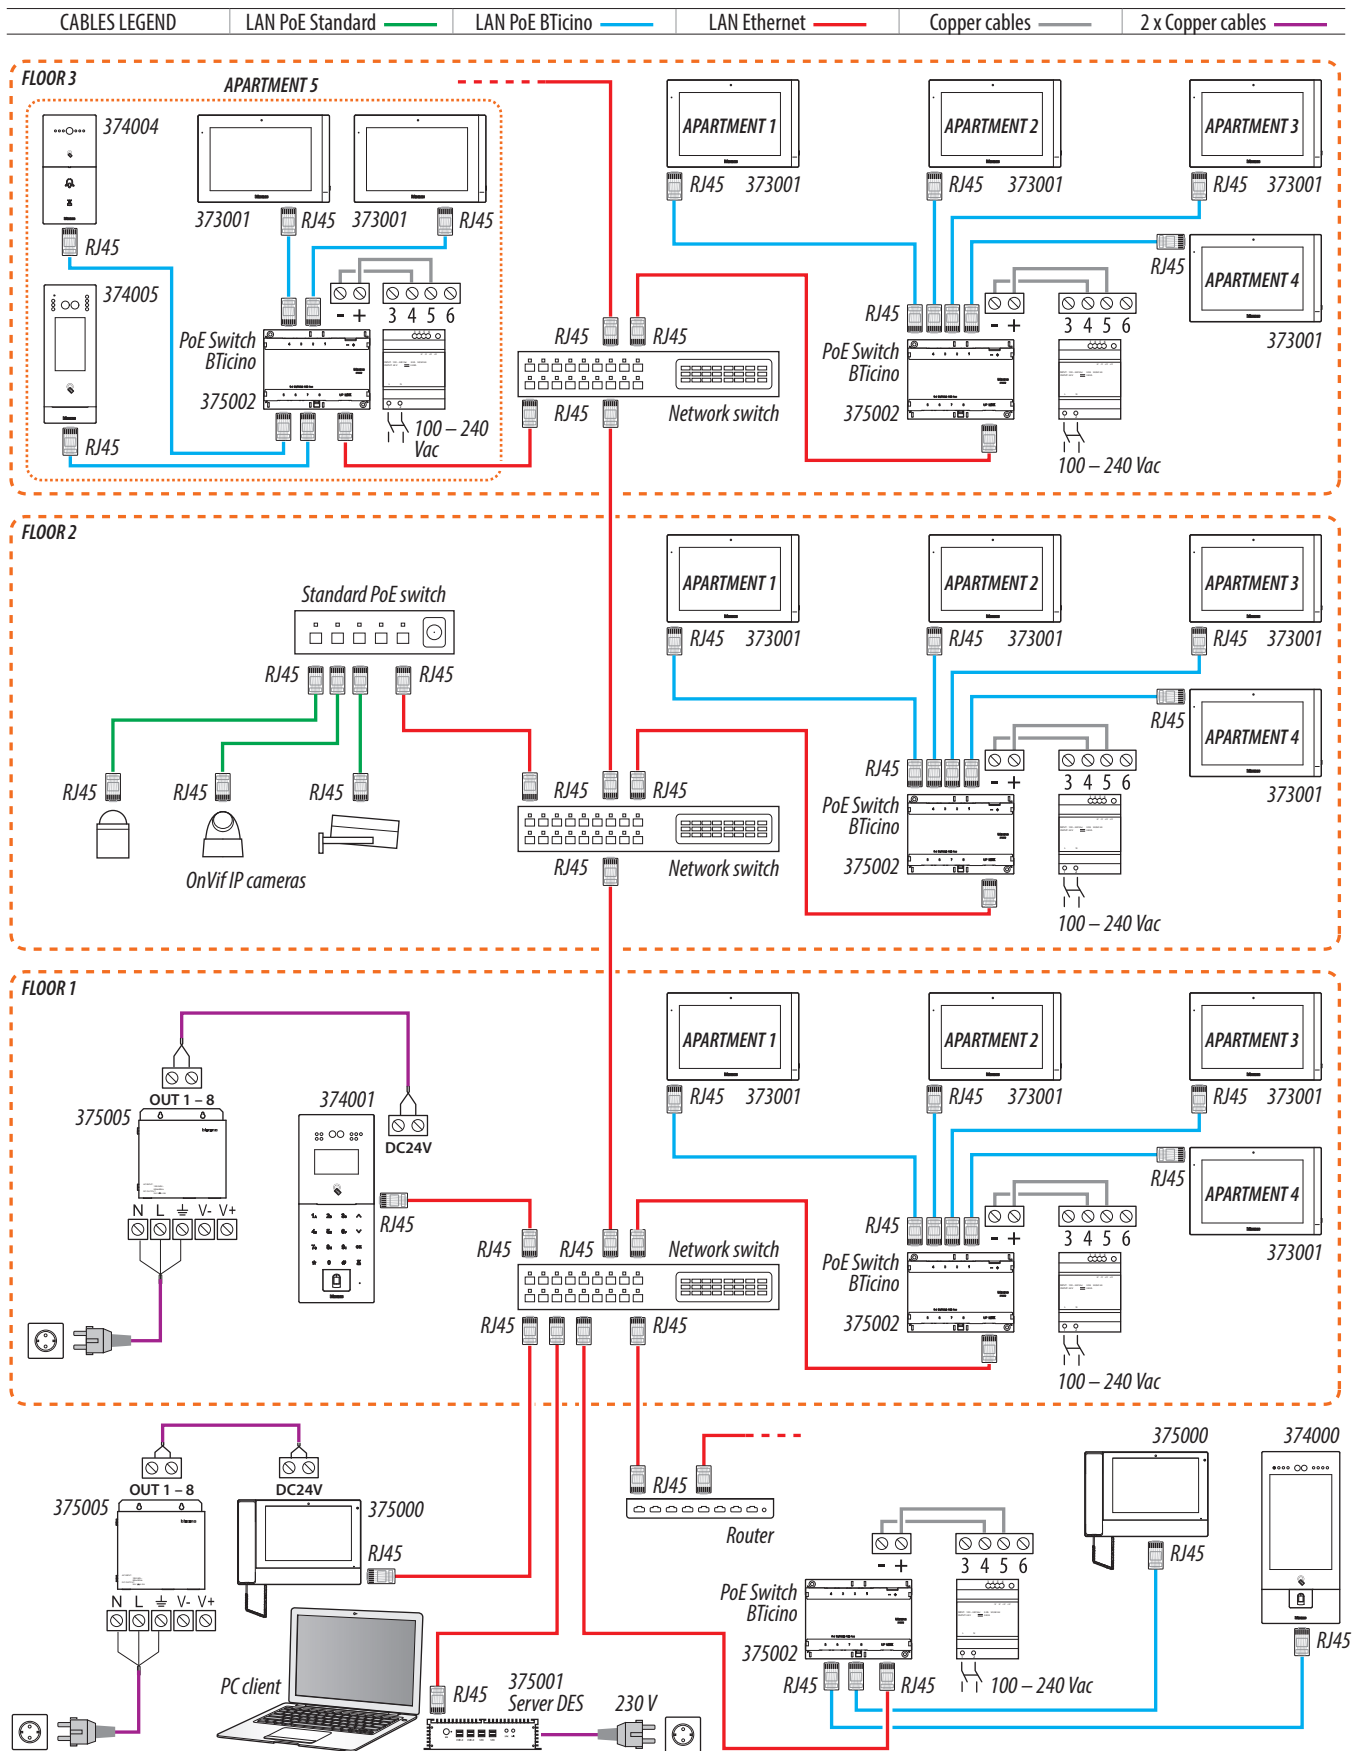 CABLES LEGEND
LAN PoE Standard
LAN PoE BTicino
LAN Ethernet
Copper cables
2 x Copper cables
FLOOR 3
APARTMENT 5
374004
RJ45
373001
RJ45
373001
RJ45
374005
RJ45
- +
3 4 5 6
PoE Switch
BTicino
375002
100 – 240
Vac
RJ45
RJ45
RJ45
Network switch
APARTMENT 1
RJ45 373001
APARTMENT 2
RJ45 373001
APARTMENT 3
RJ45 373001
APARTMENT 4
RJ45
373001
RJ45
- +
3 4 5 6
PoE Switch
BTicino
375002
100 – 240 Vac
FLOOR 2
Standard PoE switch
RJ45
RJ45
RJ45
RJ45
RJ45
OnVif IP cameras
RJ45
RJ45
RJ45
Network switch
APARTMENT 1
RJ45 373001
APARTMENT 2
RJ45 373001
APARTMENT 3
RJ45 373001
APARTMENT 4
RJ45
373001
RJ45
- +
3 4 5 6
PoE Switch
BTicino
375002
100 – 240 Vac
FLOOR 1
OUT 1 – 8
375005
N L V- V+
374001
DC24V
RJ45
RJ45
RJ45
Network switch
RJ45
RJ45
APARTMENT 1
RJ45 373001
APARTMENT 2
RJ45 373001
APARTMENT 3
RJ45 373001
APARTMENT 4
RJ45
373001
RJ45
- +
3 4 5 6
PoE Switch
BTicino
375002
100 – 240 Vac
OUT 1 – 8
375005
N L V- V+
DC24V
375000
RJ45
PC client
RJ45
375001
Server DES
230 V
RJ45
Router
- +
3 4 5 6
PoE Switch
BTicino
375002
RJ45
RJ45
100 – 240 Vac
375000
RJ45
374000
RJ45